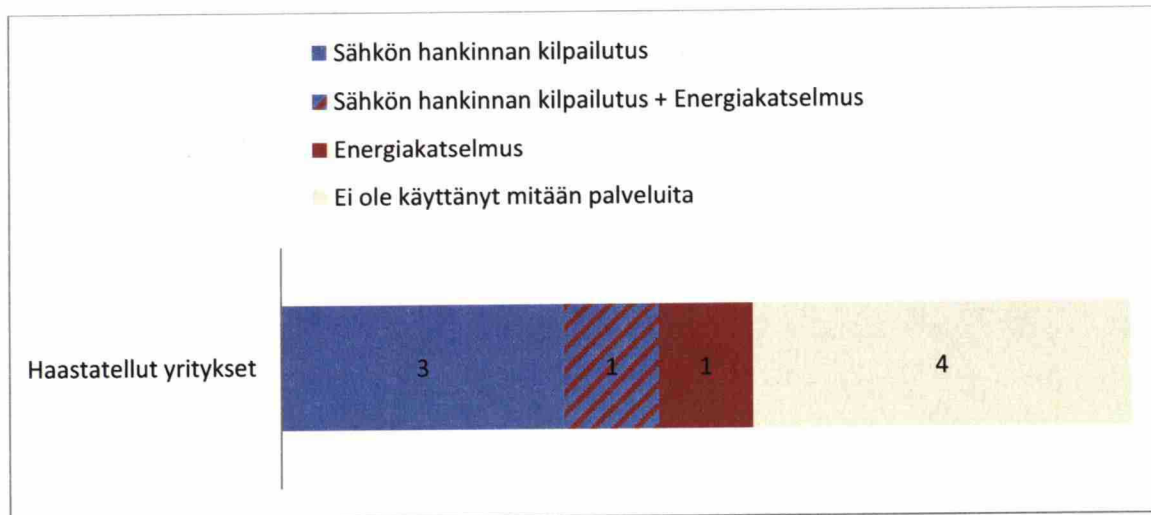 Sähkön hankinnan kilpailutus
Sähkön hankinnan kilpailutus + Energiakatselmus
Energiakatselmus
Ei ole käyttänyt mitään palveluita
Haastatellut yritykset
3
1
1
4